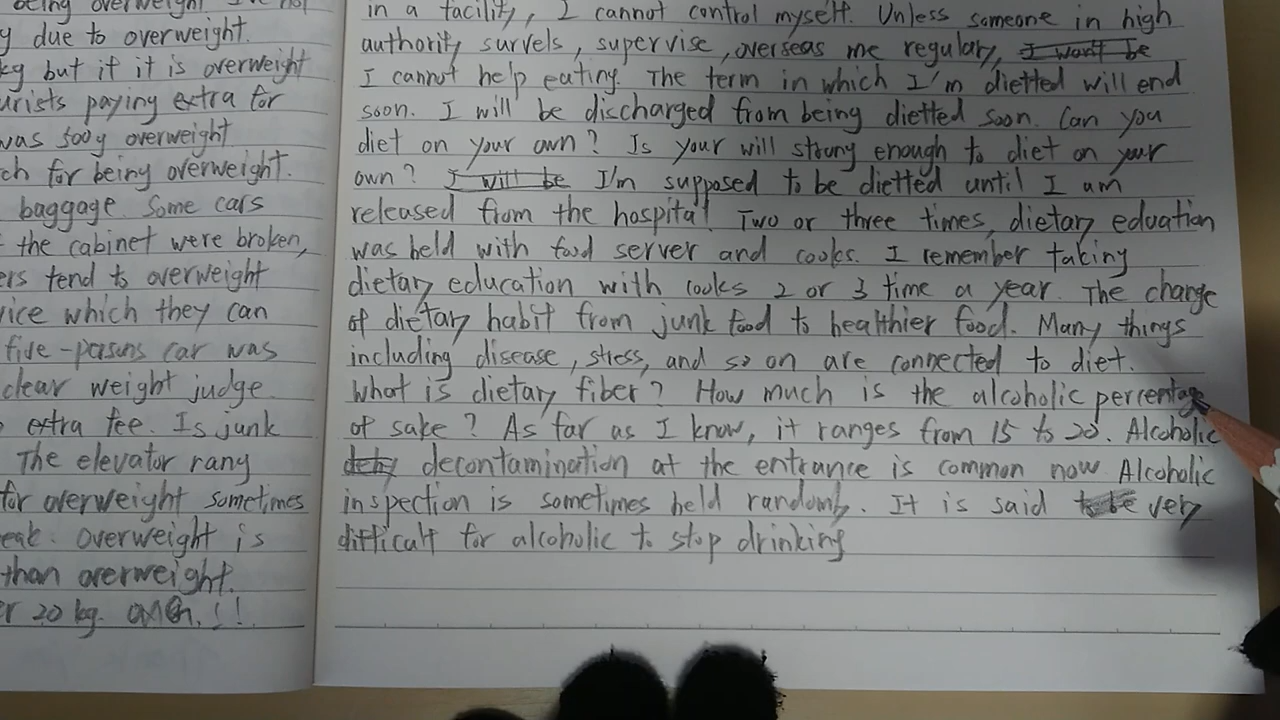 being overweight I've not
y due to overweight.
kg but if it is overweight
urists paying extra for
was 500g overweight
ch for being overweight.
baggage. Some cars
the cabinet were broken,
ers tend to overweight
ice which they can
five-persons car was
clear weight judge
extra fee. Is junk
The elevator rang
for overweight sometimes
eak. overweight is
than overweight.
er 20 kg.
in a facility, I cannot control myself. Unless someone in high
authority survels, supervise, overseas me regulary, I won't be
I cannot help eating. The term in which I'm dietted will end
soon. I will be discharged from being dietted soon. Can you
diet on your own? Is your will strong enough to diet on your
own? I will be I'm supposed to be dietted until I am
released from the hospital. Two or three times, dietary eduation
was held with food server and cooks. I remember taking
dietary education with cooks 2 or 3 time a year. The change
of dietary habit from junk food to healthier food. Many things
including disease, stress, and so on are connected to diet.
What is dietary fiber? How much is the alcoholic percentage
of sake? As far as I know, it ranges from 15 to 20. Alcoholic
decontamination at the entrance is common now Alcoholic
inspection is sometimes held randomly. It is said to be very
difficult for alcoholic to stop drinking